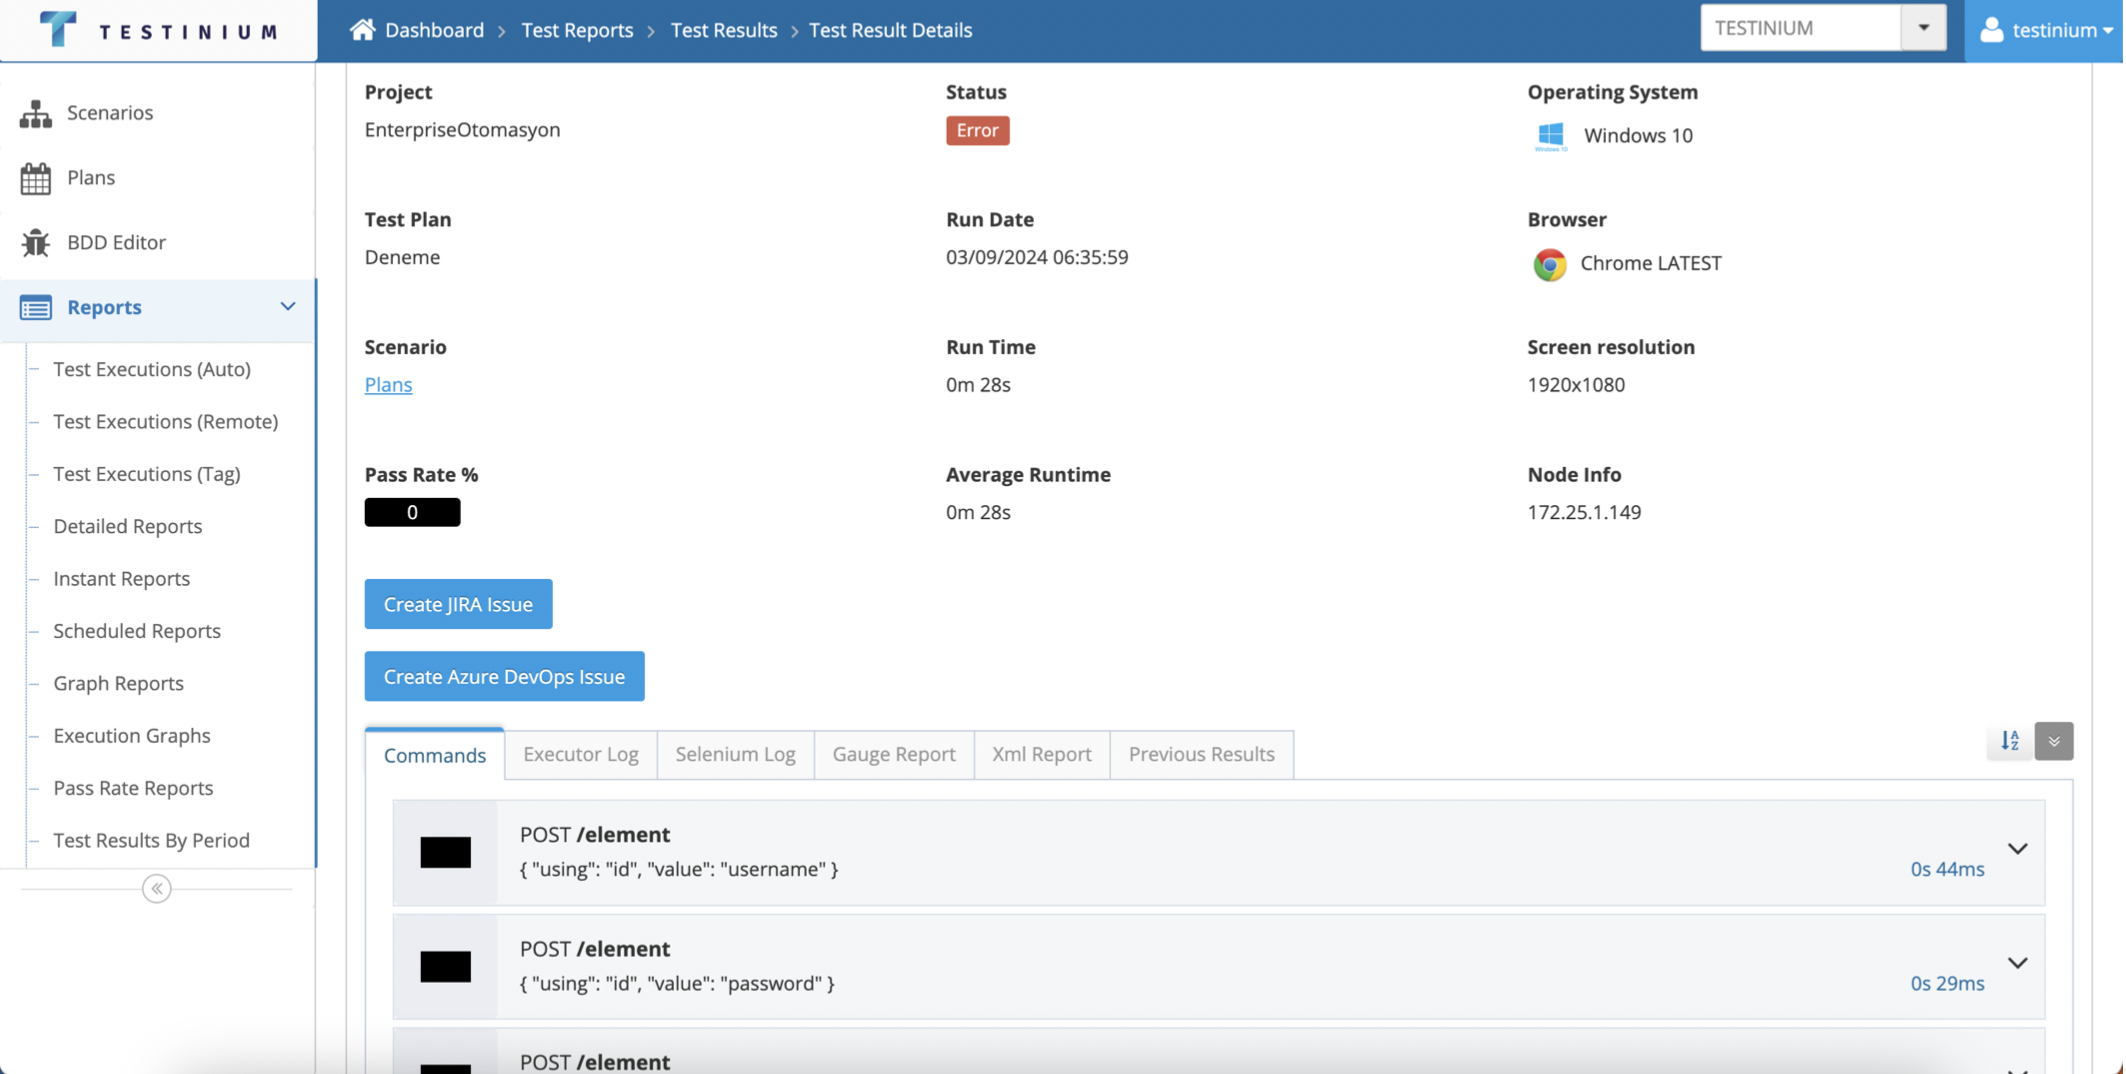 TESTINIUM
Dashboard > Test Reports > Test Results > Test Result Details
TESTINIUM
testinium
Scenarios
Plans
BDD Editor
Reports
Test Executions (Auto)
Test Executions (Remote)
Test Executions (Tag)
Detailed Reports
Instant Reports
Scheduled Reports
Graph Reports
Execution Graphs
Pass Rate Reports
Test Results By Period
Project
EnterpriseOtomasyon
Status
Error
Operating System
Windows 10
Windows 10
Test Plan
Deneme
Run Date
03/09/2024 06:35:59
Browser
Chrome LATEST
Scenario
Plans
Run Time
0m 28s
Screen resolution
1920x1080
Pass Rate %
0
Average Runtime
0m 28s
Node Info
172.25.1.149
Create JIRA Issue
Create Azure DevOps Issue
Commands
Executor Log
Selenium Log
Gauge Report
Xml Report
Previous Results
A
Z
POST /element
{ "using": "id", "value": "username" }
0s 44ms
POST /element
{ "using": "id", "value": "password" }
0s 29ms
POST /element